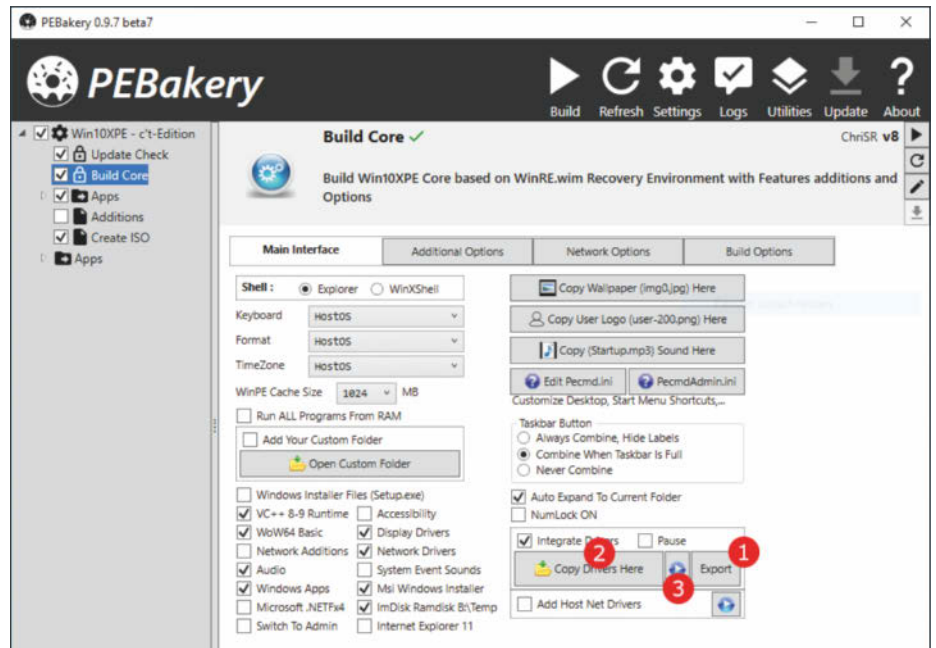 PEBakery 0.9.7 beta7
PEBakery
Build Refresh Settings Logs Utilities Update About
Win10XPE - c't-Edition
Update Check
Build Core
Apps
Additions
Create ISO
Apps
Build Core
ChriSR v8
Build Win10XPE Core based on WinRE.wim Recovery Environment with Features additions and
Options
Main Interface Additional Options Network Options Build Options
Shell : Explorer WinXShell
Keyboard HostOS
Format HostOS
TimeZone HostOS
WinPE Cache Size 1024 MB
Run ALL Programs From RAM
Add Your Custom Folder
Open Custom Folder
Windows Installer Files (Setup.exe)
VC++ 8-9 Runtime Accessibility
WoW64 Basic Display Drivers
Network Additions Network Drivers
Audio System Event Sounds
Windows Apps Msi Windows Installer
Microsoft .NETFx4 ImDisk Ramdisk B:\Temp
Switch To Admin Internet Explorer 11
Copy Wallpaper (img0.jpg) Here
Copy User Logo (user-200.png) Here
Copy (Startup.mp3) Sound Here
Edit Pecmd.ini PecmdAdmin.ini
Customize Desktop, Start Menu Shortcuts,...
Taskbar Button
Always Combine, Hide Labels
Combine When Taskbar Is Full
Never Combine
Auto Expand To Current Folder
NumLock ON
Integrate Drivers Pause
1
2
Copy Drivers Here Export
3
Add Host Net Drivers